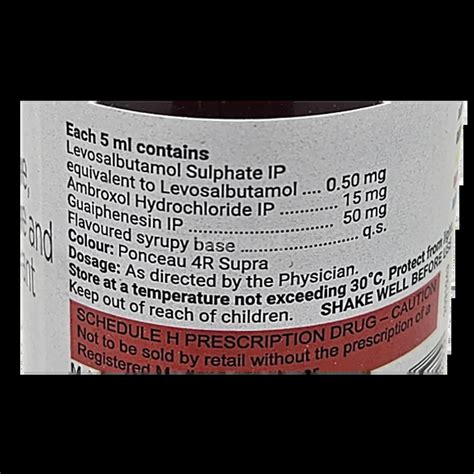 Each 5 ml contains
Levosalbutamol Sulphate IP
equivalent to Levosalbutamol .... 0.50 mg
Ambroxol Hydrochloride IP ............ 15 mg
Guaiphenesin IP ............................ 50 mg
Flavoured syrupy base .................... q.s.
Colour: Ponceau 4R Supra
Dosage: As directed by the Physician.
Store at a temperature not exceeding 30°C, Protect from
Keep out of reach of children. SHAKE WELL BEFORE
SCHEDULE H PRESCRIPTION DRUG – CAUTION
Not to be sold by retail without the prescription of a
Registered
and